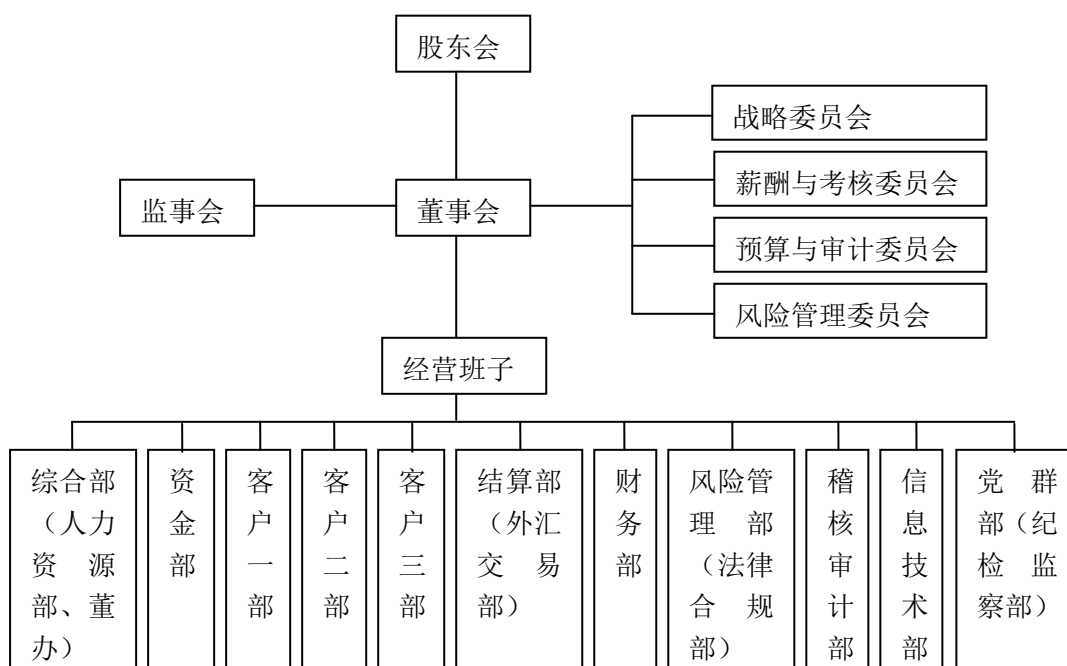 股东会
战略委员会
薪酬与考核委员会
监事会
董事会
预算与审计委员会
风险管理委员会
经营班子
综合部
（人力
资源
部、董
办）
资金部
客户一部
客户二部
客户三部
结算部
（外汇
交易
部）
财务部
风险管
理部
（法律
合规
部）
稽核审计部
信息技术部
党群
部（纪
检监
察部）